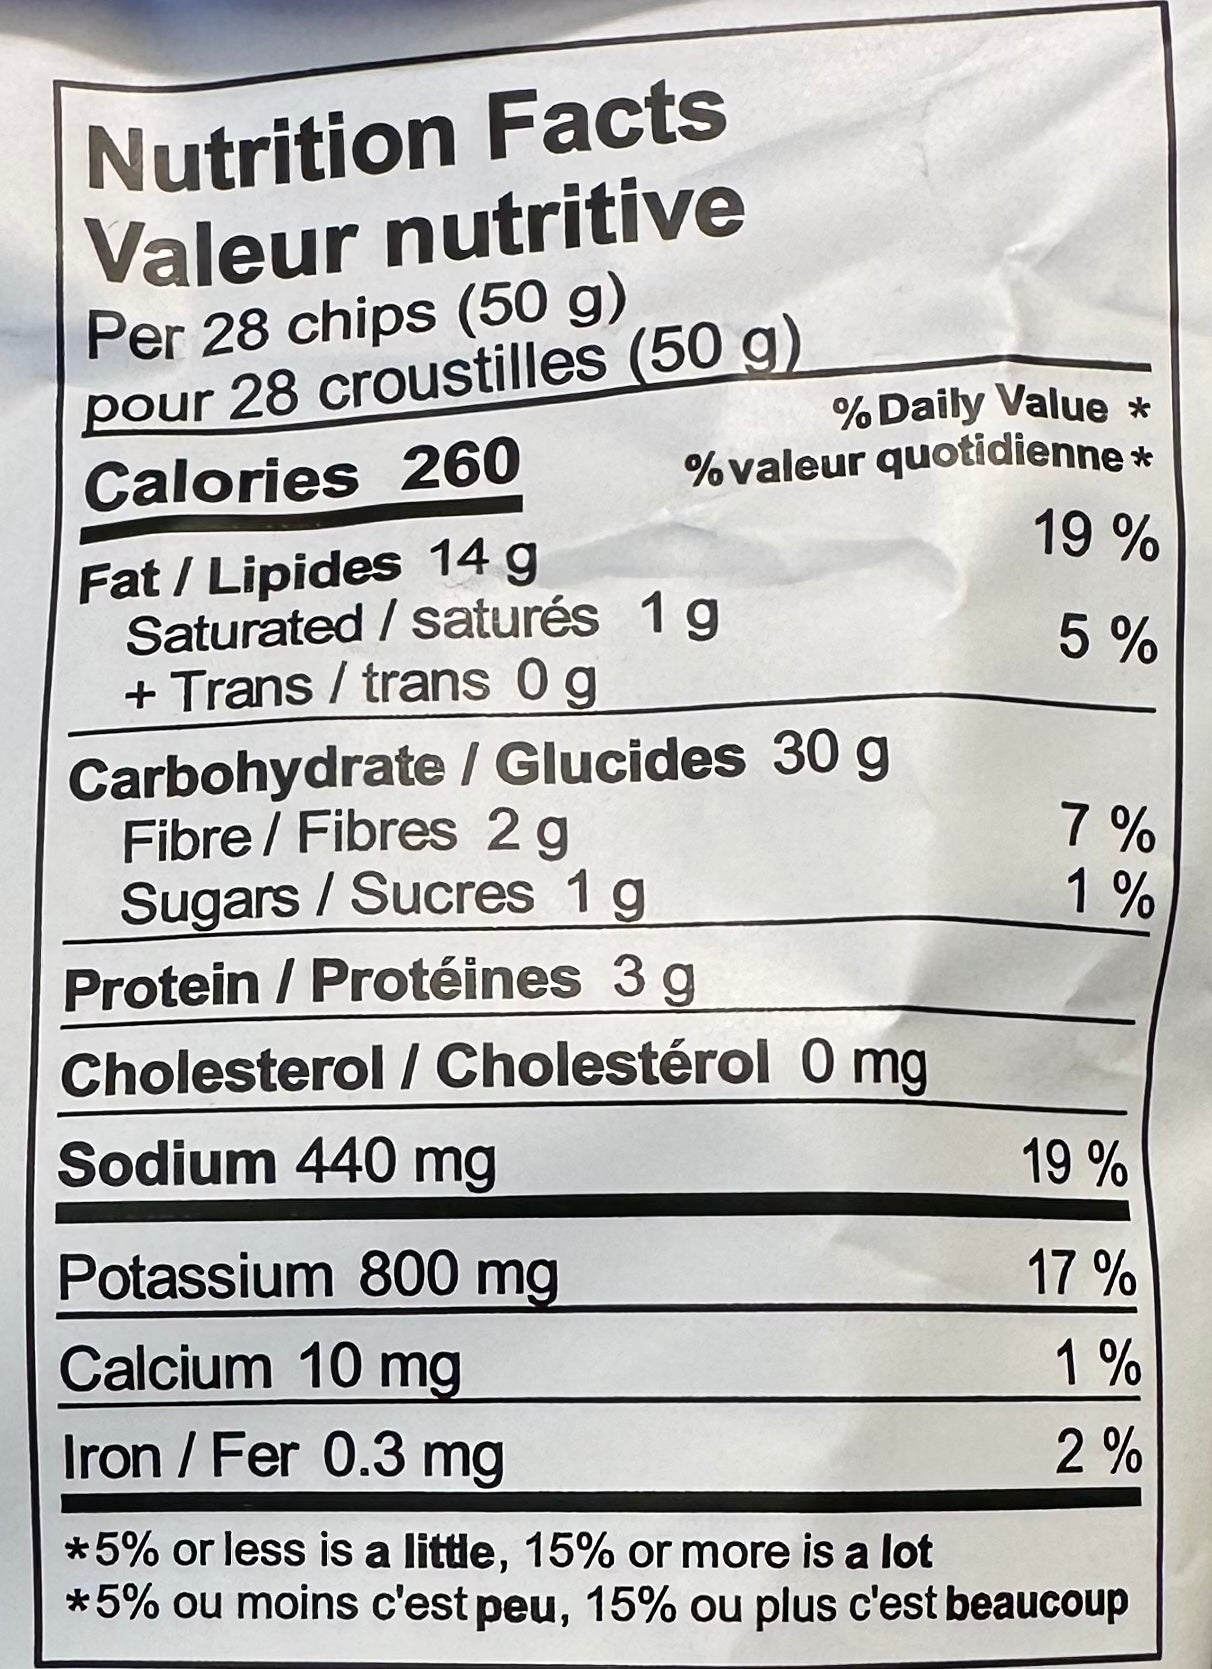 Nutrition Facts
Valeur nutritive
Per 28 chips (50 g)
pour 28 croustilles (50 g)
% Daily Value *
% valeur quotidienne *
Calories 260
Fat / Lipides 14 g 19 %
Saturated / saturés 1 g 5 %
+ Trans / trans 0 g
Carbohydrate / Glucides 30 g
Fibre / Fibres 2 g 7 %
Sugars / Sucres 1 g 1 %
Protein / Protéines 3 g
Cholesterol / Cholestérol 0 mg
Sodium 440 mg 19 %
Potassium 800 mg 17 %
Calcium 10 mg 1 %
Iron / Fer 0.3 mg 2 %
*5% or less is a little, 15% or more is a lot
*5% ou moins c'est peu, 15% ou plus c'est beaucoup